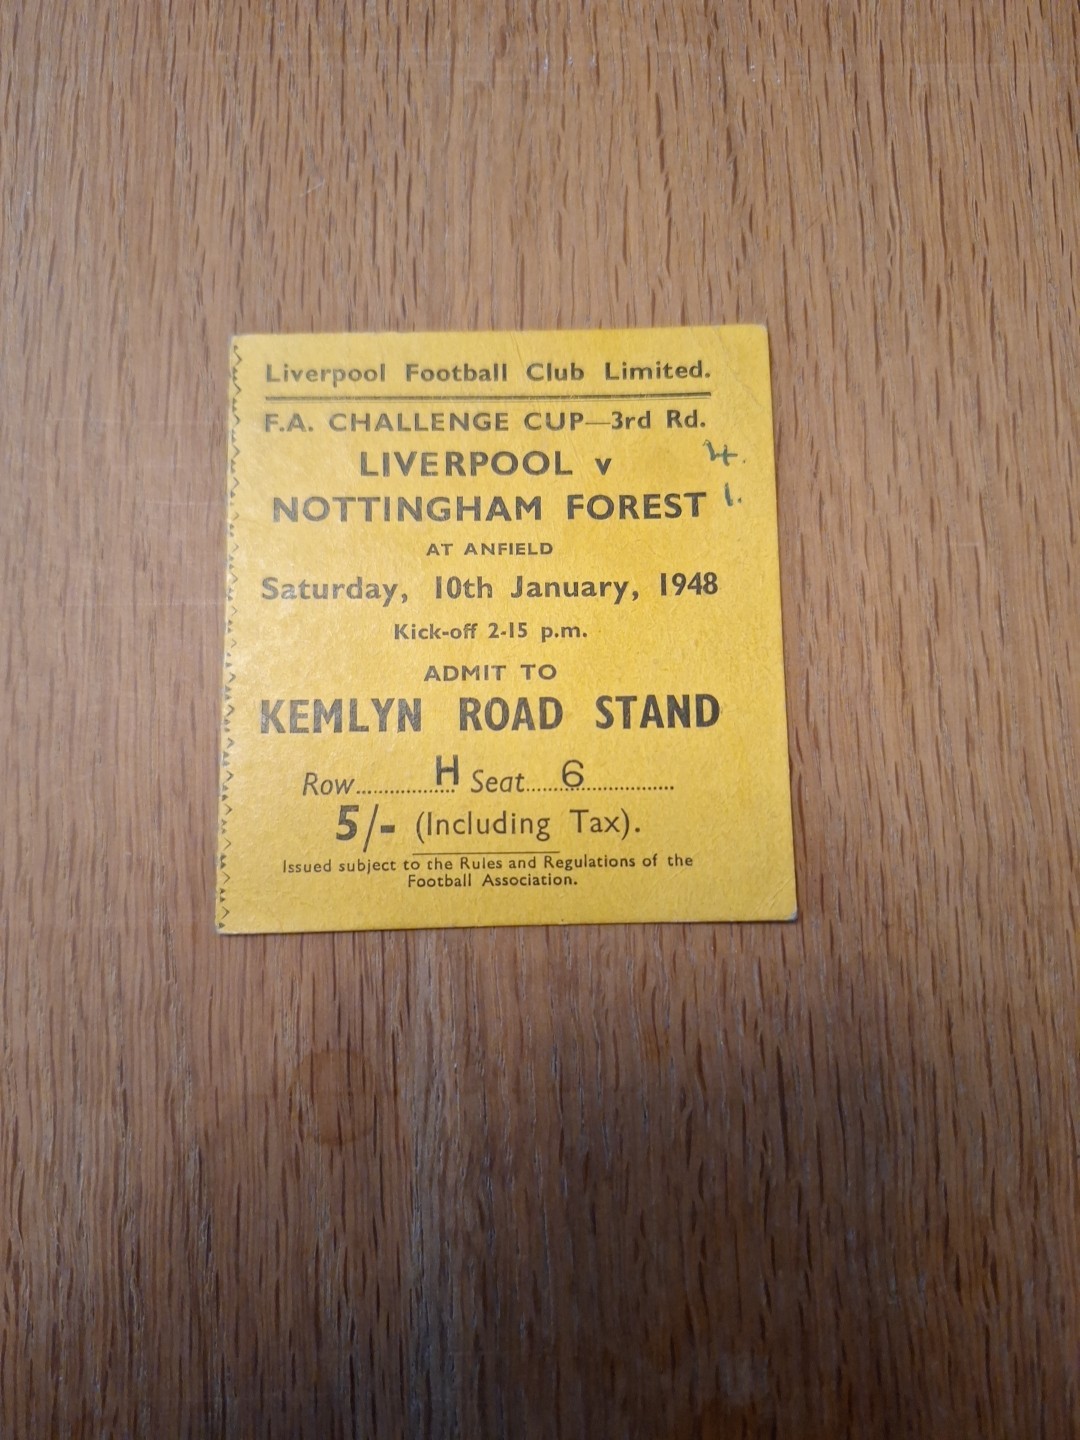 Liverpool Football Club Limited.
F.A. CHALLENGE CUP—3rd Rd.
LIVERPOOL v 4.
NOTTINGHAM FOREST 1.
AT ANFIELD
Saturday, 10th January, 1948
Kick-off 2-15 p.m.
ADMIT TO
KEMLYN ROAD STAND
Row................H Seat....6................
5/- (Including Tax).
Issued subject to the Rules and Regulations of the
Football Association.